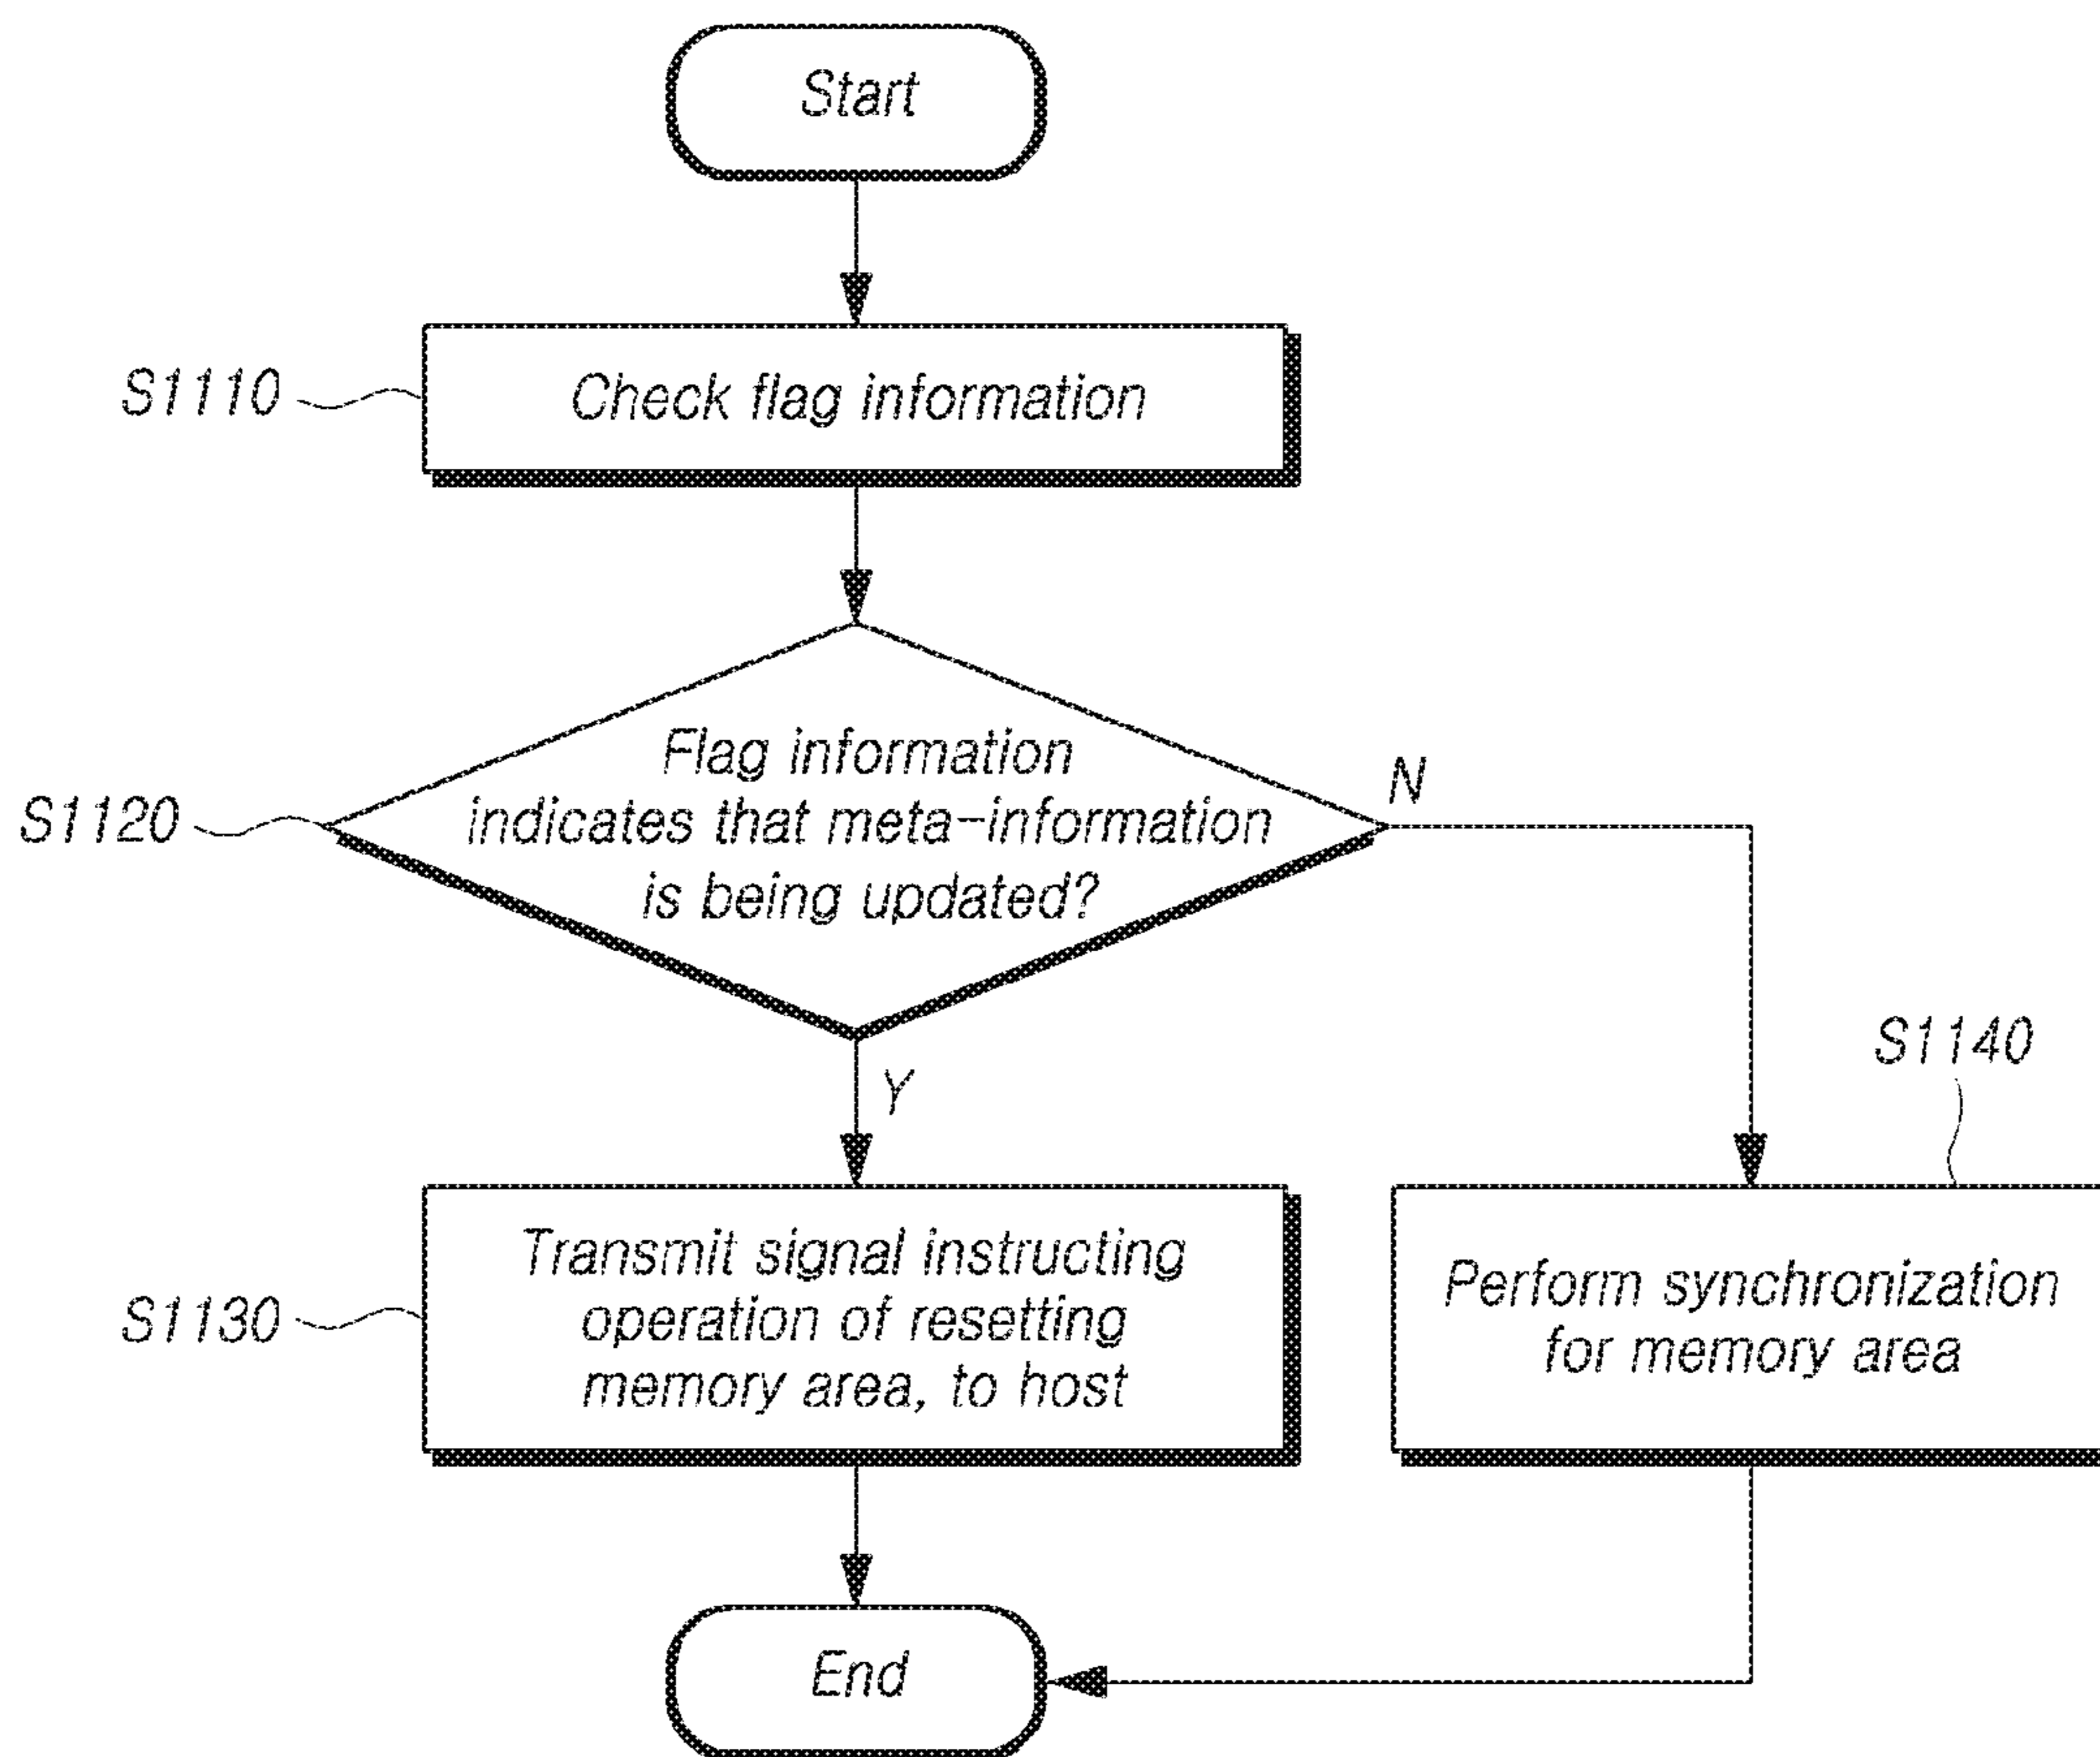 Start
S1110
Check flag information
Flag information
indicates that meta-information
is being updated?
S1120
N
Y
S1140
Transmit signal instructing
operation of resetting
memory area, to host
S1130
Perform synchronization
for memory area
End